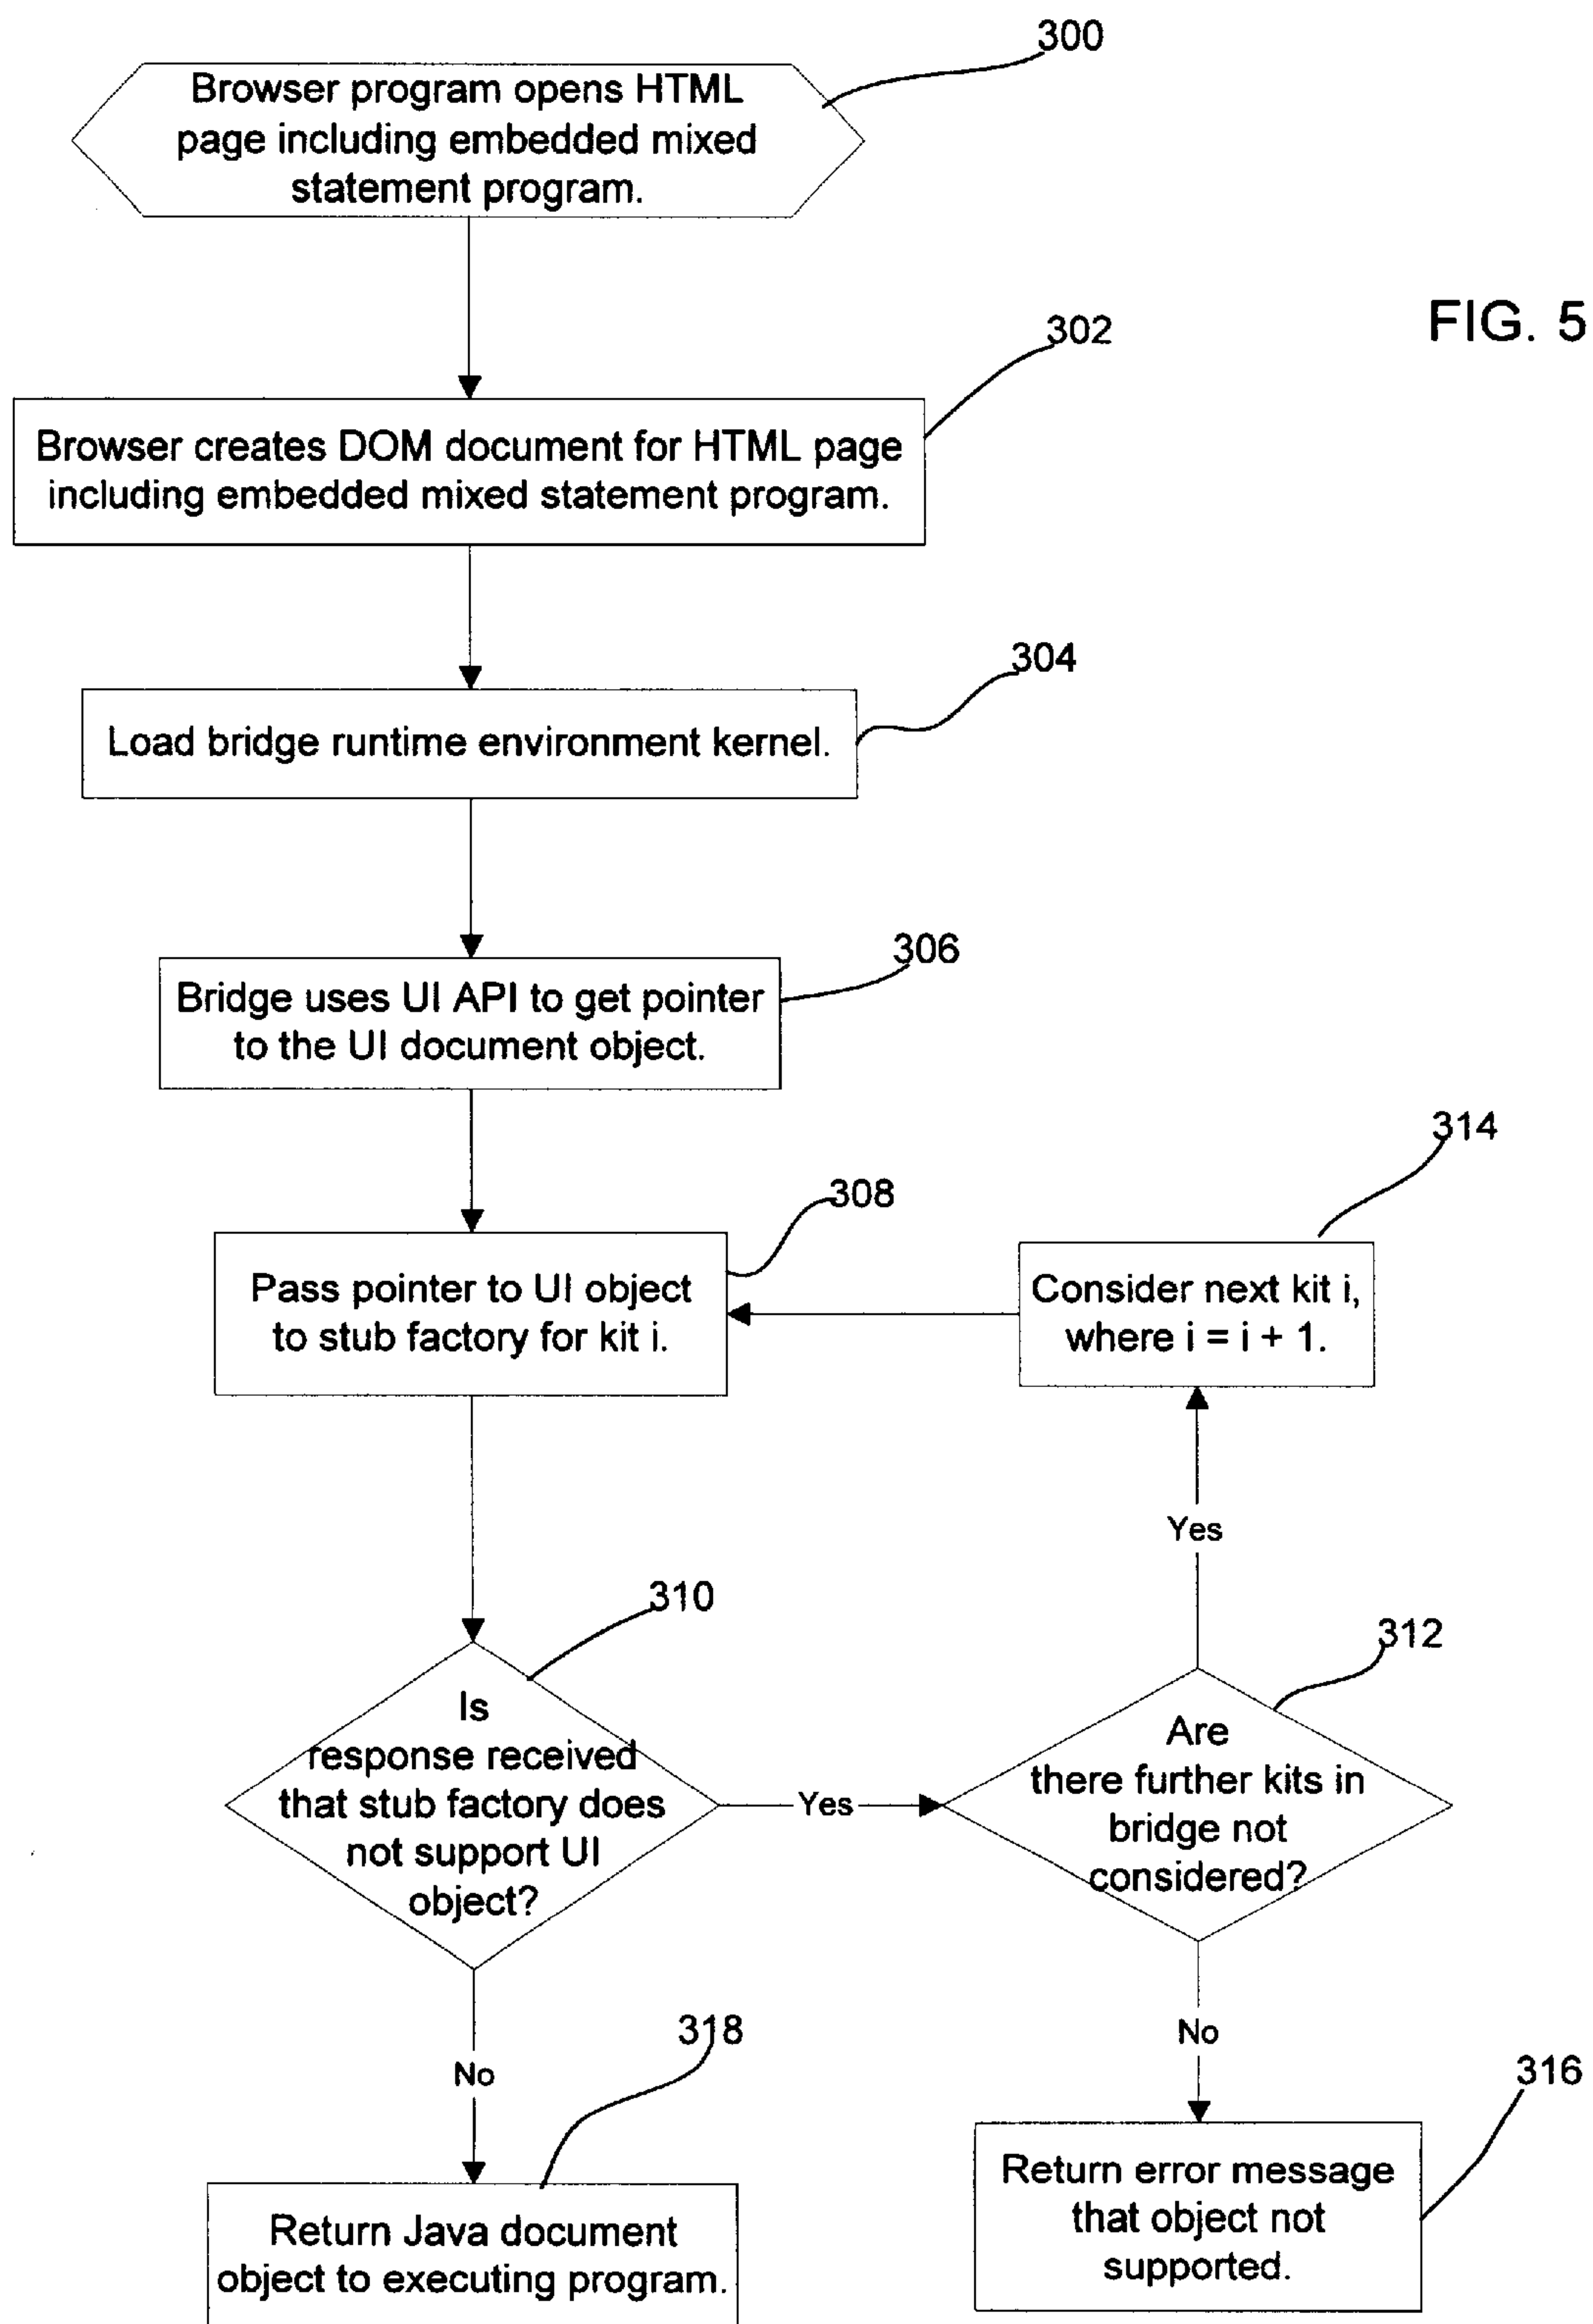 300
Browser program opens HTML
page including embedded mixed
statement program.
FIG. 5
302
Browser creates DOM document for HTML page
including embedded mixed statement program.
304
Load bridge runtime environment kernel.
306
Bridge uses UI API to get pointer
to the UI document object.
314
308
Pass pointer to UI object
to stub factory for kit i.
Consider next kit i,
where i = i + 1.
Yes
310
312
Is
response received
that stub factory does
not support UI
object?
Yes
Are
there further kits in
bridge not
considered?
318
No
No
316
Return Java document
object to executing program.
Return error message
that object not
supported.